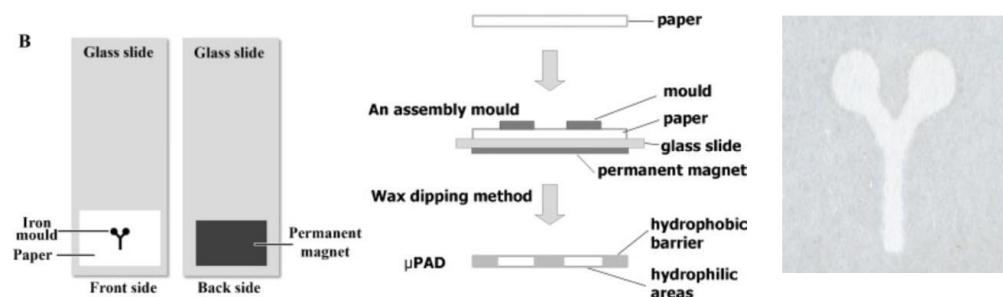 B
Glass slide
Glass slide
Iron
mould
Paper
Permanent
magnet
Front side
Back side
paper
An assembly mould
mould
paper
glass slide
permanent magnet
Wax dipping method
μPAD
hydrophobic
barrier
hydrophilic
areas